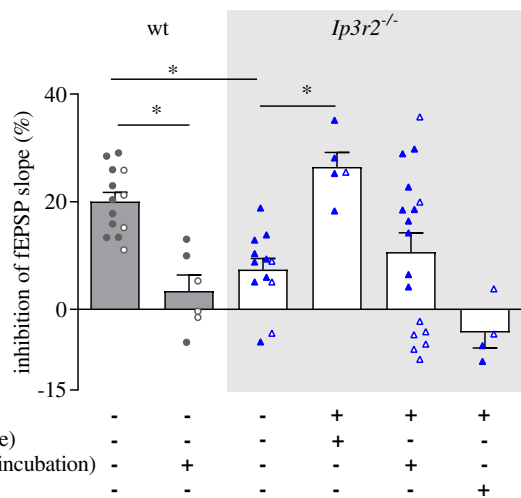 wt Ip3r2-/-
* *
*
40
20
0
-15
inhibition of fEPSP slope (%)
- - - + + +
e) - - - + - -
incubation) - + - - + -
- - - - - +